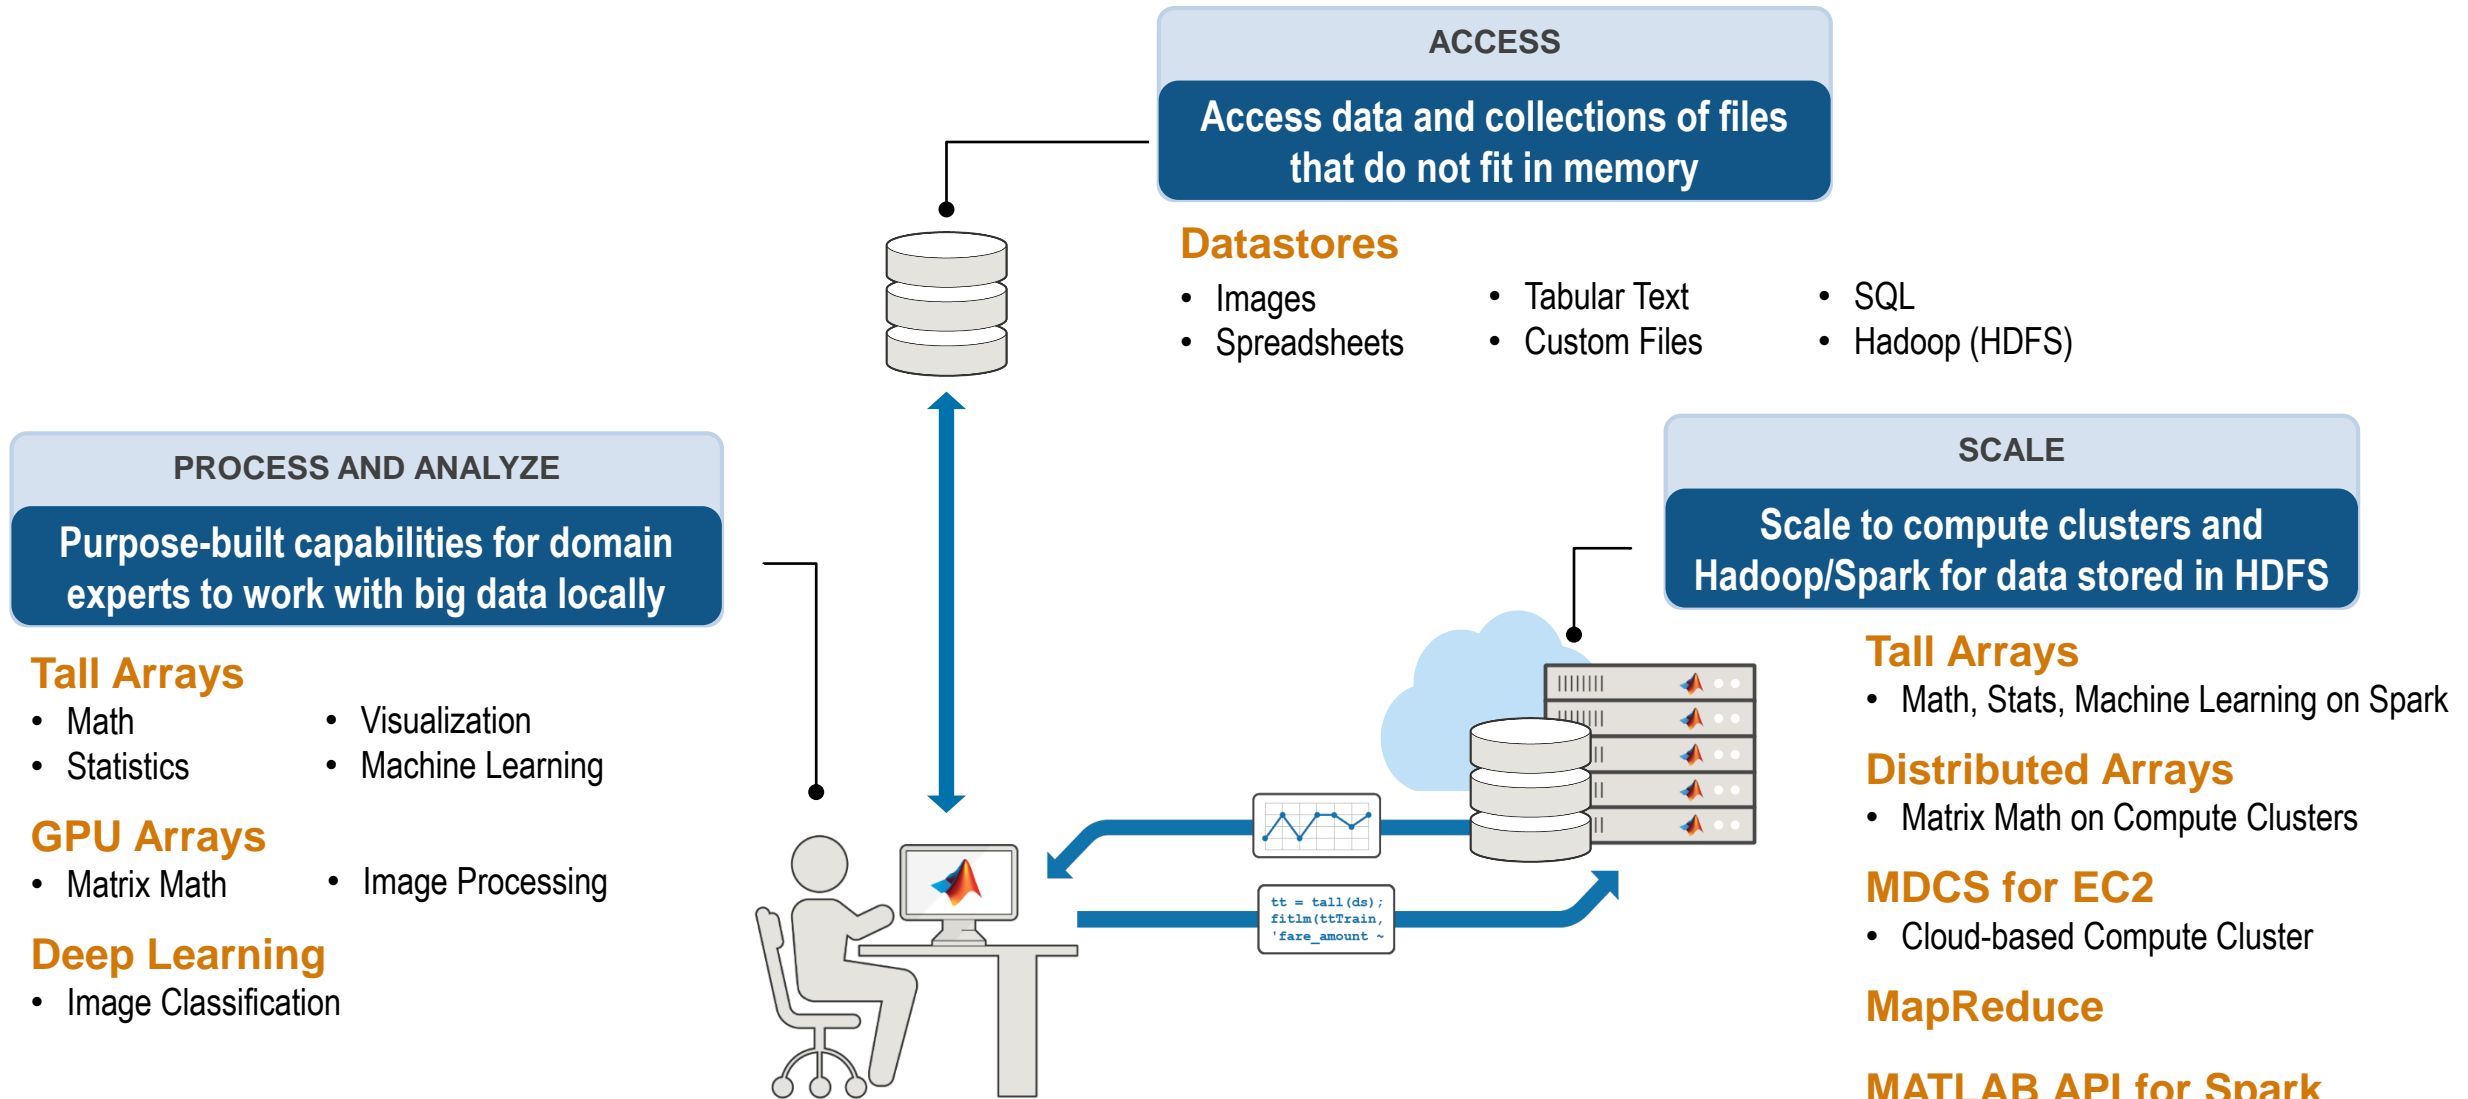 ACCESS
Access data and collections of files
that do not fit in memory
Datastores
• Images
• Spreadsheets
• Tabular Text
• Custom Files
• SQL
• Hadoop (HDFS)
PROCESS AND ANALYZE
Purpose-built capabilities for domain
experts to work with big data locally
Tall Arrays
• Math
• Statistics
• Visualization
• Machine Learning
GPU Arrays
• Matrix Math
• Image Processing
Deep Learning
• Image Classification
SCALE
Scale to compute clusters and
Hadoop/Spark for data stored in HDFS
Tall Arrays
• Math, Stats, Machine Learning on Spark
Distributed Arrays
• Matrix Math on Compute Clusters
MDCS for EC2
• Cloud-based Compute Cluster
MapReduce
MATLAB API for Spark
tt = tall(ds);
fitlm(ttTrain,
'fare_amount ~